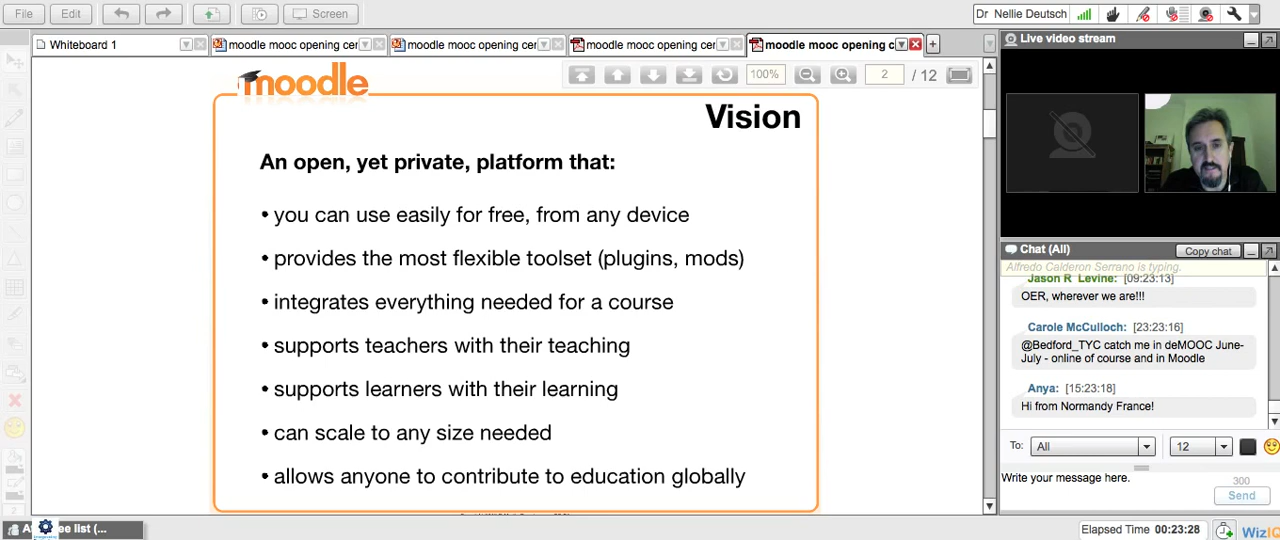 File Edit Screen Dr Nellie Deutsch
Whiteboard 1 moodle mooc opening cer moodle mooc opening cer moodle mooc opening cer moodle mooc opening c
100% 2 / 12
moodle
Vision
An open, yet private, platform that:
• you can use easily for free, from any device
• provides the most flexible toolset (plugins, mods)
• integrates everything needed for a course
• supports teachers with their teaching
• supports learners with their learning
• can scale to any size needed
• allows anyone to contribute to education globally
Live video stream
Chat (All) Copy chat
Alfredo Calderon Serrano is typing.
Jason R Levine: [09:23:13]
OER, wherever we are!!!
Carole McCulloch: [23:23:16]
@Bedford_TYC catch me in deMOOC June-
July - online of course and in Moodle
Anya: [15:23:18]
Hi from Normandy France!
To: All 12
Write your message here.
300
Send
ee list (...
Elapsed Time 00:23:28 WizIQ